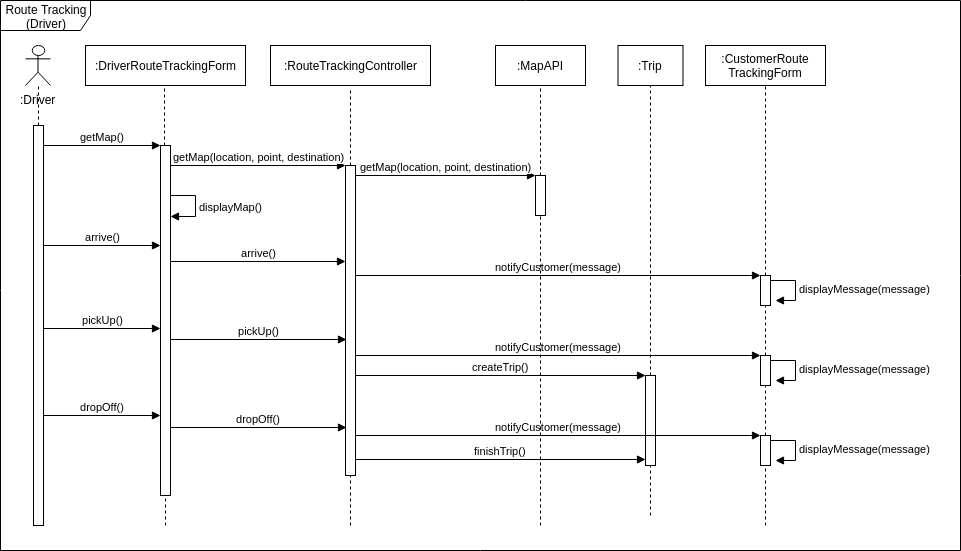 Route Tracking
(Driver)
:Driver
:DriverRouteTrackingForm
:RouteTrackingController
:MapAPI
:Trip
:CustomerRoute
TrackingForm
getMap()
getMap(location, point, destination)
getMap(location, point, destination)
displayMap()
arrive()
arrive()
notifyCustomer(message)
displayMessage(message)
pickUp()
pickUp()
notifyCustomer(message)
displayMessage(message)
createTrip()
dropOff()
dropOff()
notifyCustomer(message)
displayMessage(message)
finishTrip()